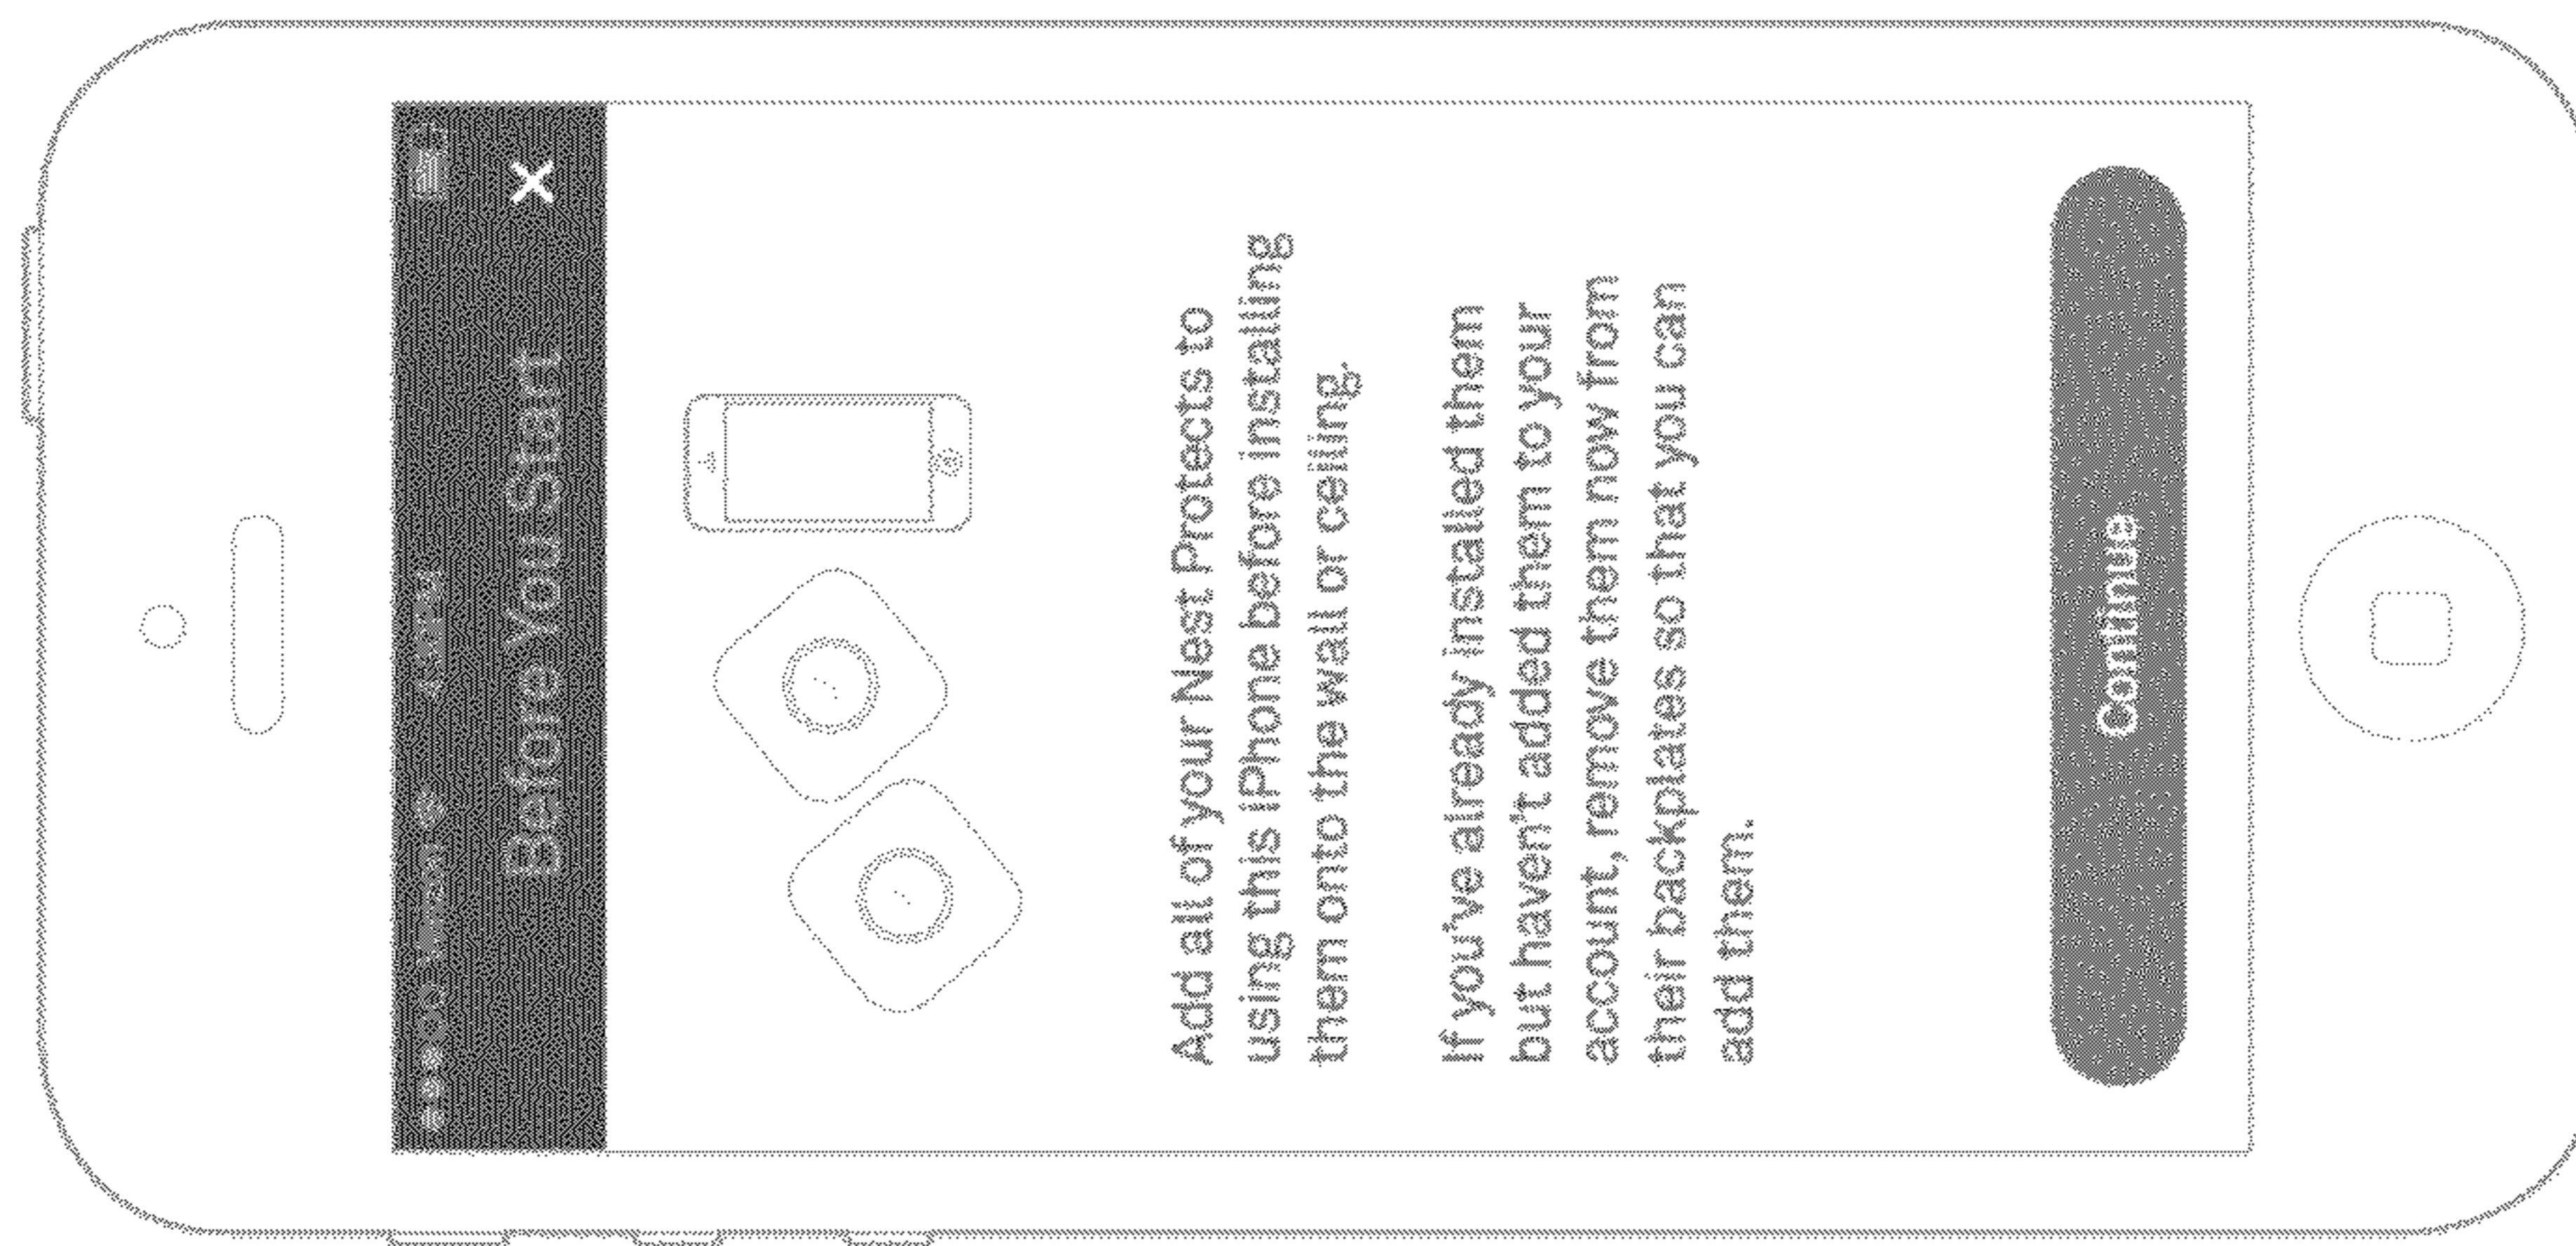 Before You Start
Add all of your Nest Protects to
using this iPhone before installing
them onto the wall or ceiling.
If you've already installed them
but haven't added them to your
account, remove them now from
their backplates so that you can
add them.
Continue